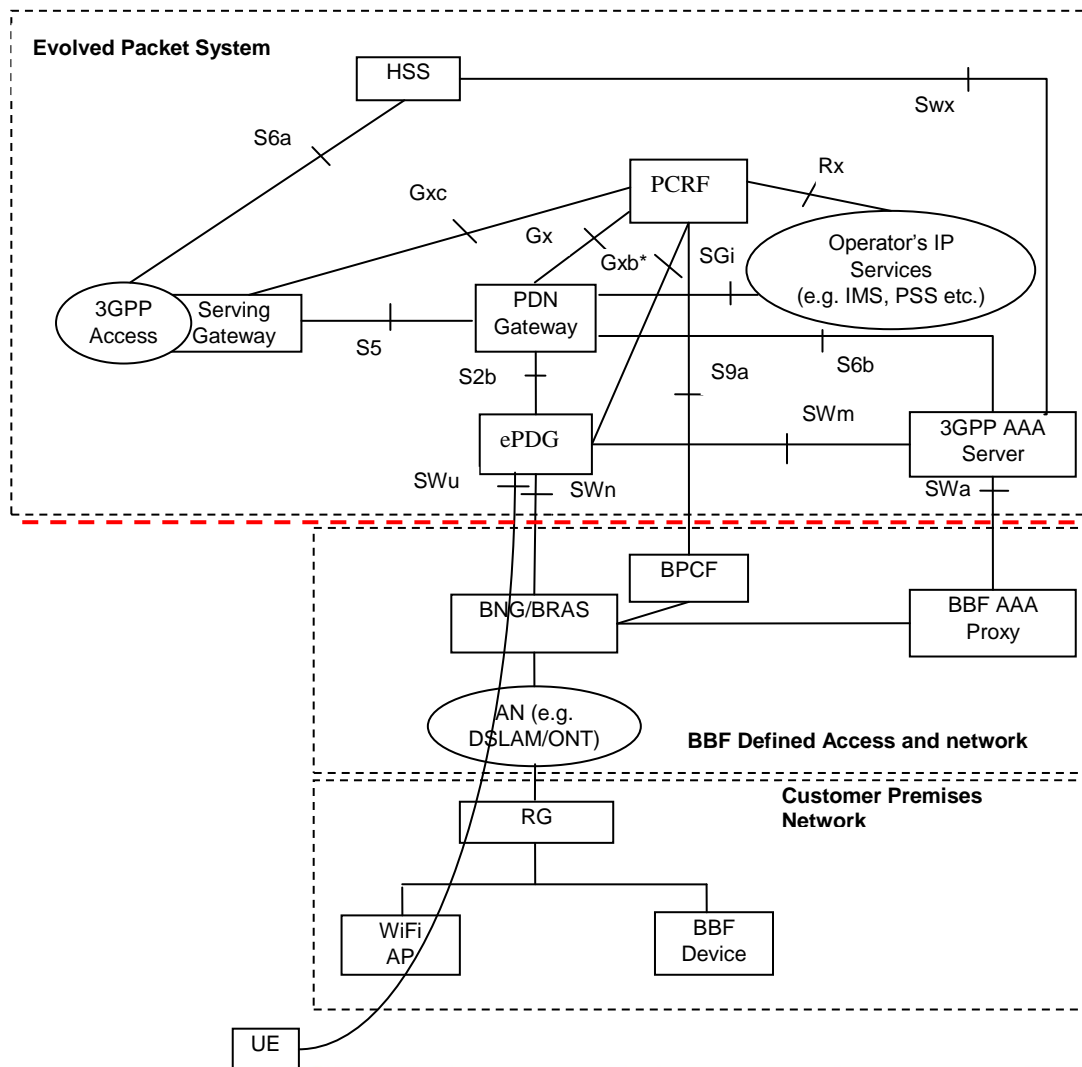 Evolved Packet System
HSS
Swx
S6a
PCRF
Rx
Gxc
Gx
Gxb*
SGi
Operator's IP
Services
(e.g. IMS, PSS etc.)
3GPP
Access
Serving
Gateway
PDN
Gateway
S5
S6b
S2b
S9a
SWm
ePDG
3GPP AAA
Server
SWu
SWn
SWa
BPCF
BNG/BRAS
BBF AAA
Proxy
AN (e.g.
DSLAM/ONT)
BBF Defined Access and network
Customer Premises
Network
RG
WiFi
AP
BBF
Device
UE